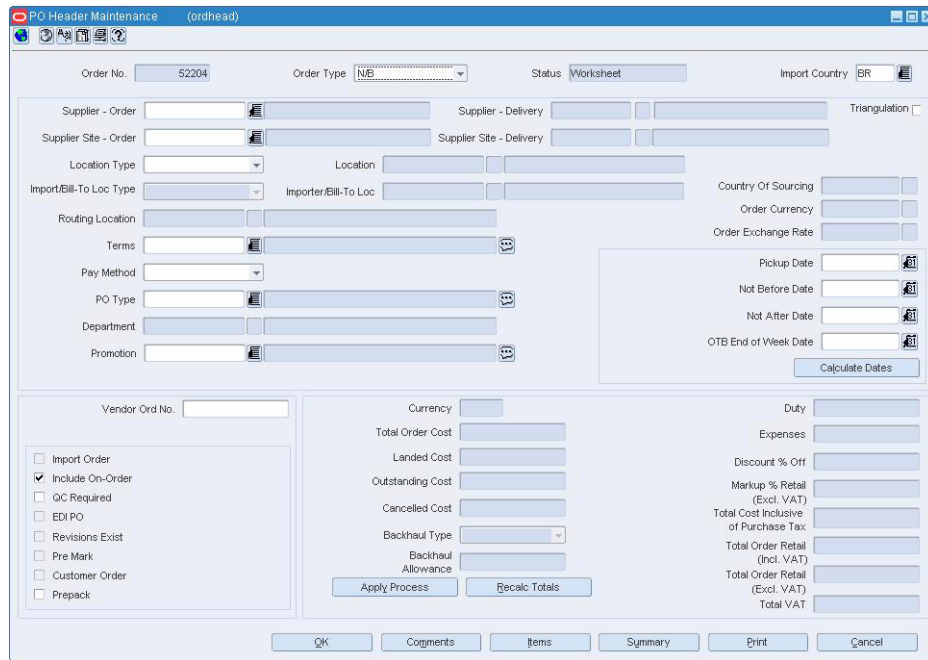 PO Header Maintenance (ordhead)
Order No. 52204 Order Type N/B Status Worksheet Import Country BR
Supplier - Order Supplier - Delivery Triangulation
Supplier Site - Order Supplier Site - Delivery
Location Type Location
Import/Bill-To Loc Type Importer/Bill-To Loc Country Of Sourcing
Routing Location Order Currency
Order Exchange Rate
Terms
Pickup Date
Pay Method
Not Before Date
PO Type
Not After Date
Department
OTB End of Week Date
Promotion
Calculate Dates
Vendor Ord No. Currency Duty
Total Order Cost Expenses
Import Order Landed Cost Discount % Off
Include On-Order Outstanding Cost Markup % Retail
(Excl. VAT)
QC Required Cancelled Cost Total Cost Inclusive
of Purchase Tax
EDI PO
Revisions Exist Backhaul Type Total Order Retail
(Incl. VAT)
Pre Mark Backhaul
Allowance
Customer Order Total Order Retail
(Excl. VAT)
Prepack Apply Process Recalc Totals Total VAT
OK Comments Items Summary Print Cancel